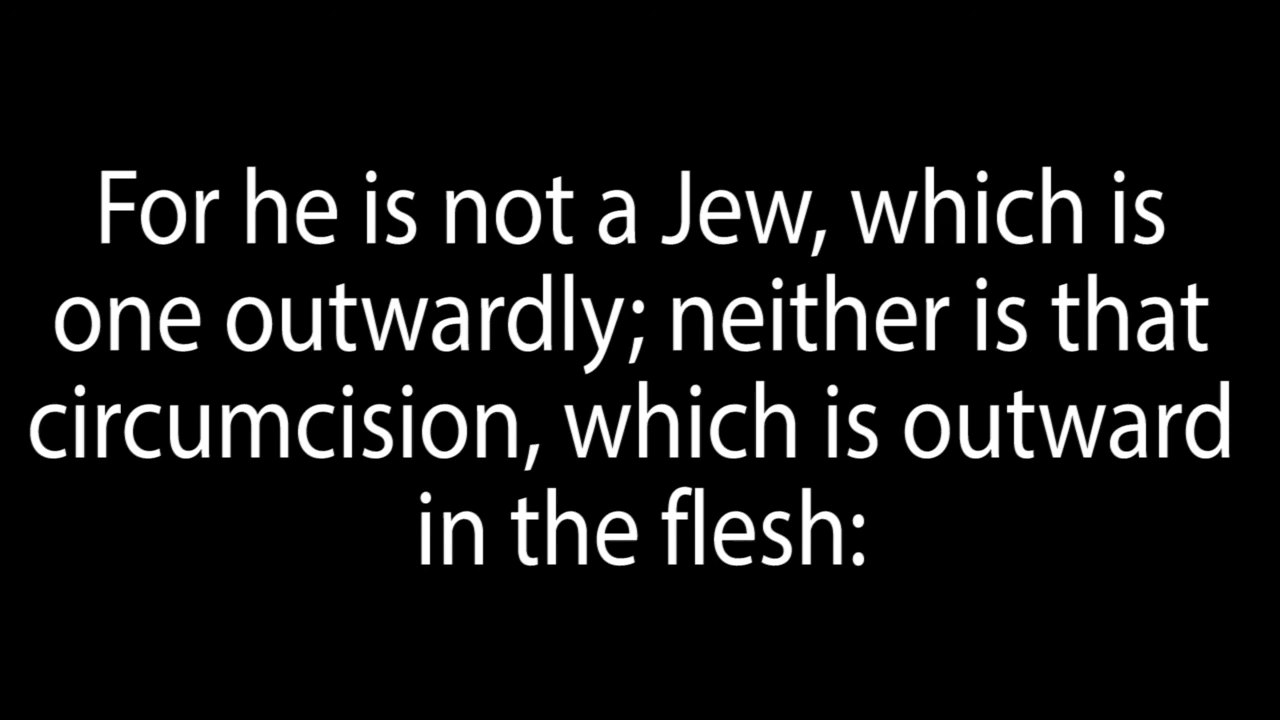 For he is not a Jew, which is
one outwardly; neither is that
circumcision, which is outward
in the flesh: